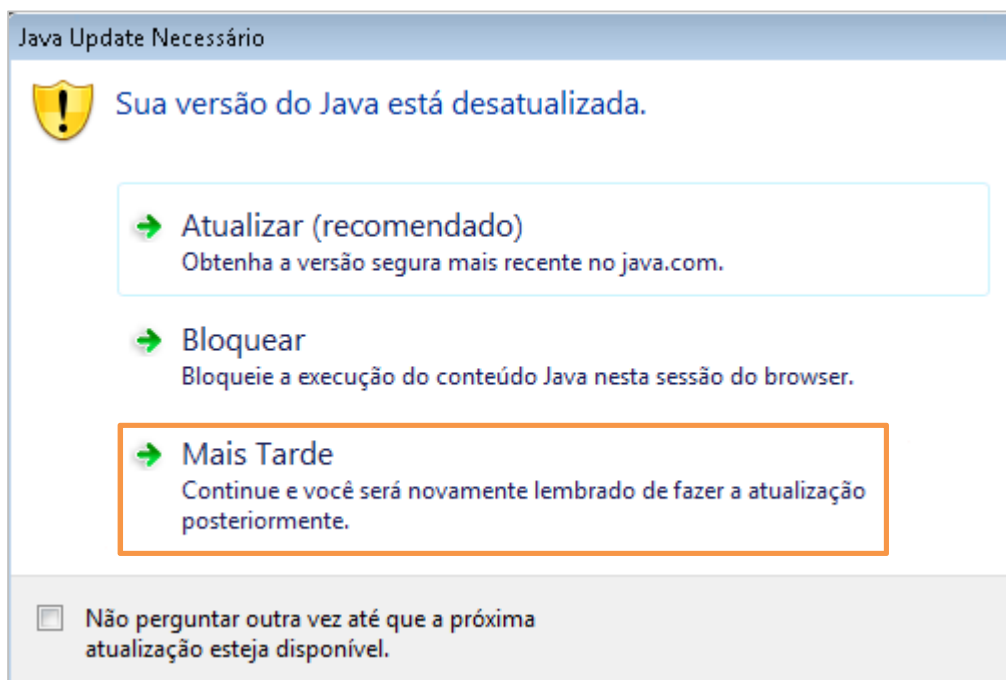 Java Update Necessário
Sua versão do Java está desatualizada.
Atualizar (recomendado)
Obtenha a versão segura mais recente no java.com.
Bloquear
Bloqueie a execução do conteúdo Java nesta sessão do browser.
Mais Tarde
Continue e você será novamente lembrado de fazer a atualização
posteriormente.
Não perguntar outra vez até que a próxima
atualização esteja disponível.